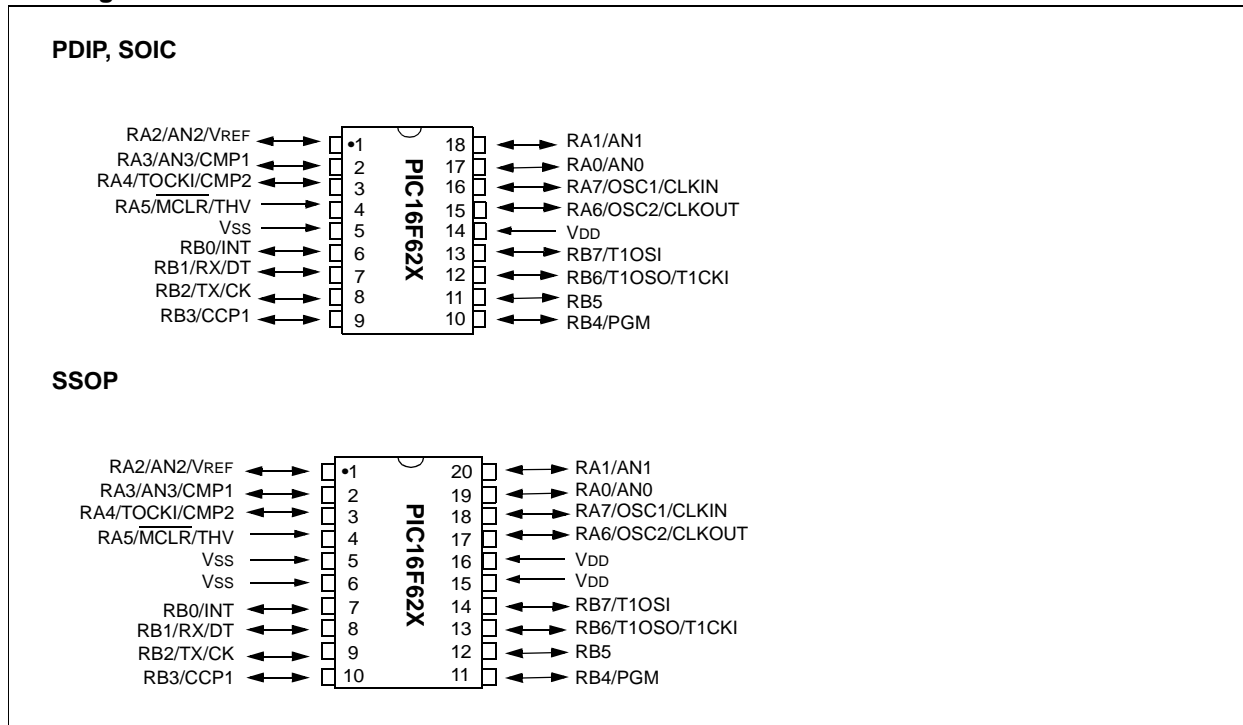 PDIP, SOIC
RA2/AN2/VREF •1 18 RA1/AN1
RA3/AN3/CMP1 2 17 RA0/AN0
RA4/TOCKI/CMP2 3 16 RA7/OSC1/CLKIN
RA5/MCLR/THV 4 15 RA6/OSC2/CLKOUT
VSS 5 14 VDD
RB0/INT 6 13 RB7/T1OSI
RB1/RX/DT 7 12 RB6/T1OSO/T1CKI
RB2/TX/CK 8 11 RB5
RB3/CCP1 9 10 RB4/PGM
PIC16F62X
SSOP
RA2/AN2/VREF •1 20 RA1/AN1
RA3/AN3/CMP1 2 19 RA0/AN0
RA4/TOCKI/CMP2 3 18 RA7/OSC1/CLKIN
RA5/MCLR/THV 4 17 RA6/OSC2/CLKOUT
VSS 5 16 VDD
VSS 6 15 VDD
RB0/INT 7 14 RB7/T1OSI
RB1/RX/DT 8 13 RB6/T1OSO/T1CKI
RB2/TX/CK 9 12 RB5
RB3/CCP1 10 11 RB4/PGM
PIC16F62X